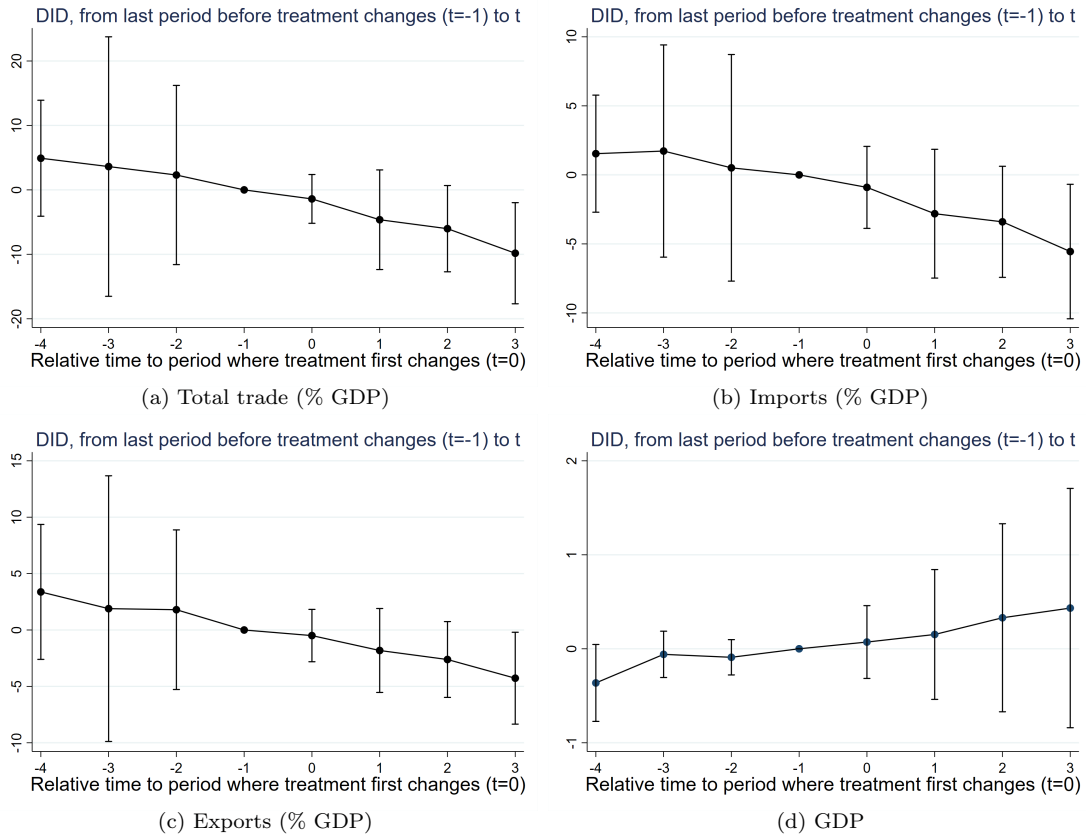 DID, from last period before treatment changes (t=-1) to t
20
10
0
-10
-20
-4 -3 -2 -1 0 1 2 3
Relative time to period where treatment first changes (t=0)
(a) Total trade (% GDP)
DID, from last period before treatment changes (t=-1) to t
10
5
0
-5
-10
-4 -3 -2 -1 0 1 2 3
Relative time to period where treatment first changes (t=0)
(b) Imports (% GDP)
DID, from last period before treatment changes (t=-1) to t
15
10
5
0
-5
-10
-4 -3 -2 -1 0 1 2 3
Relative time to period where treatment first changes (t=0)
(c) Exports (% GDP)
DID, from last period before treatment changes (t=-1) to t
2
1
0
-1
-4 -3 -2 -1 0 1 2 3
Relative time to period where treatment first changes (t=0)
(d) GDP